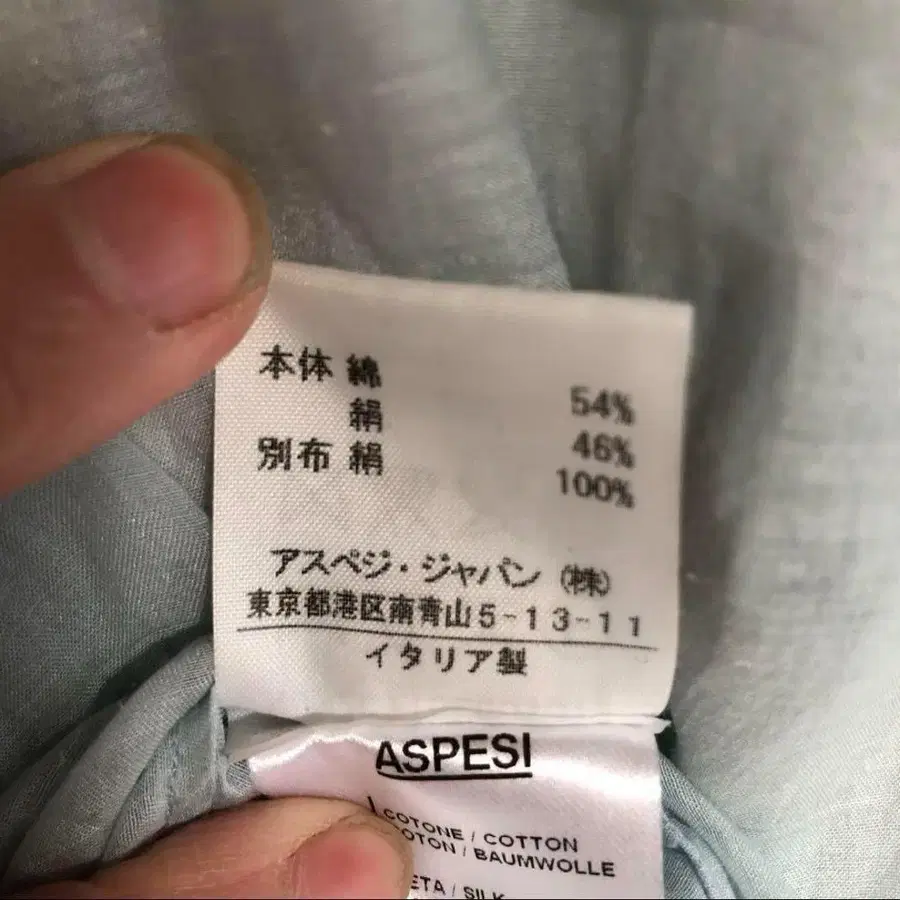 本体 綿 54%
絹 46%
別布 絹 100%
アスペジ・ジャパン(株)
東京都港区南青山5-13-11
イタリア製
ASPESI
COTONE / COTTON
COTON / BAUMWOLLE
/ SILK